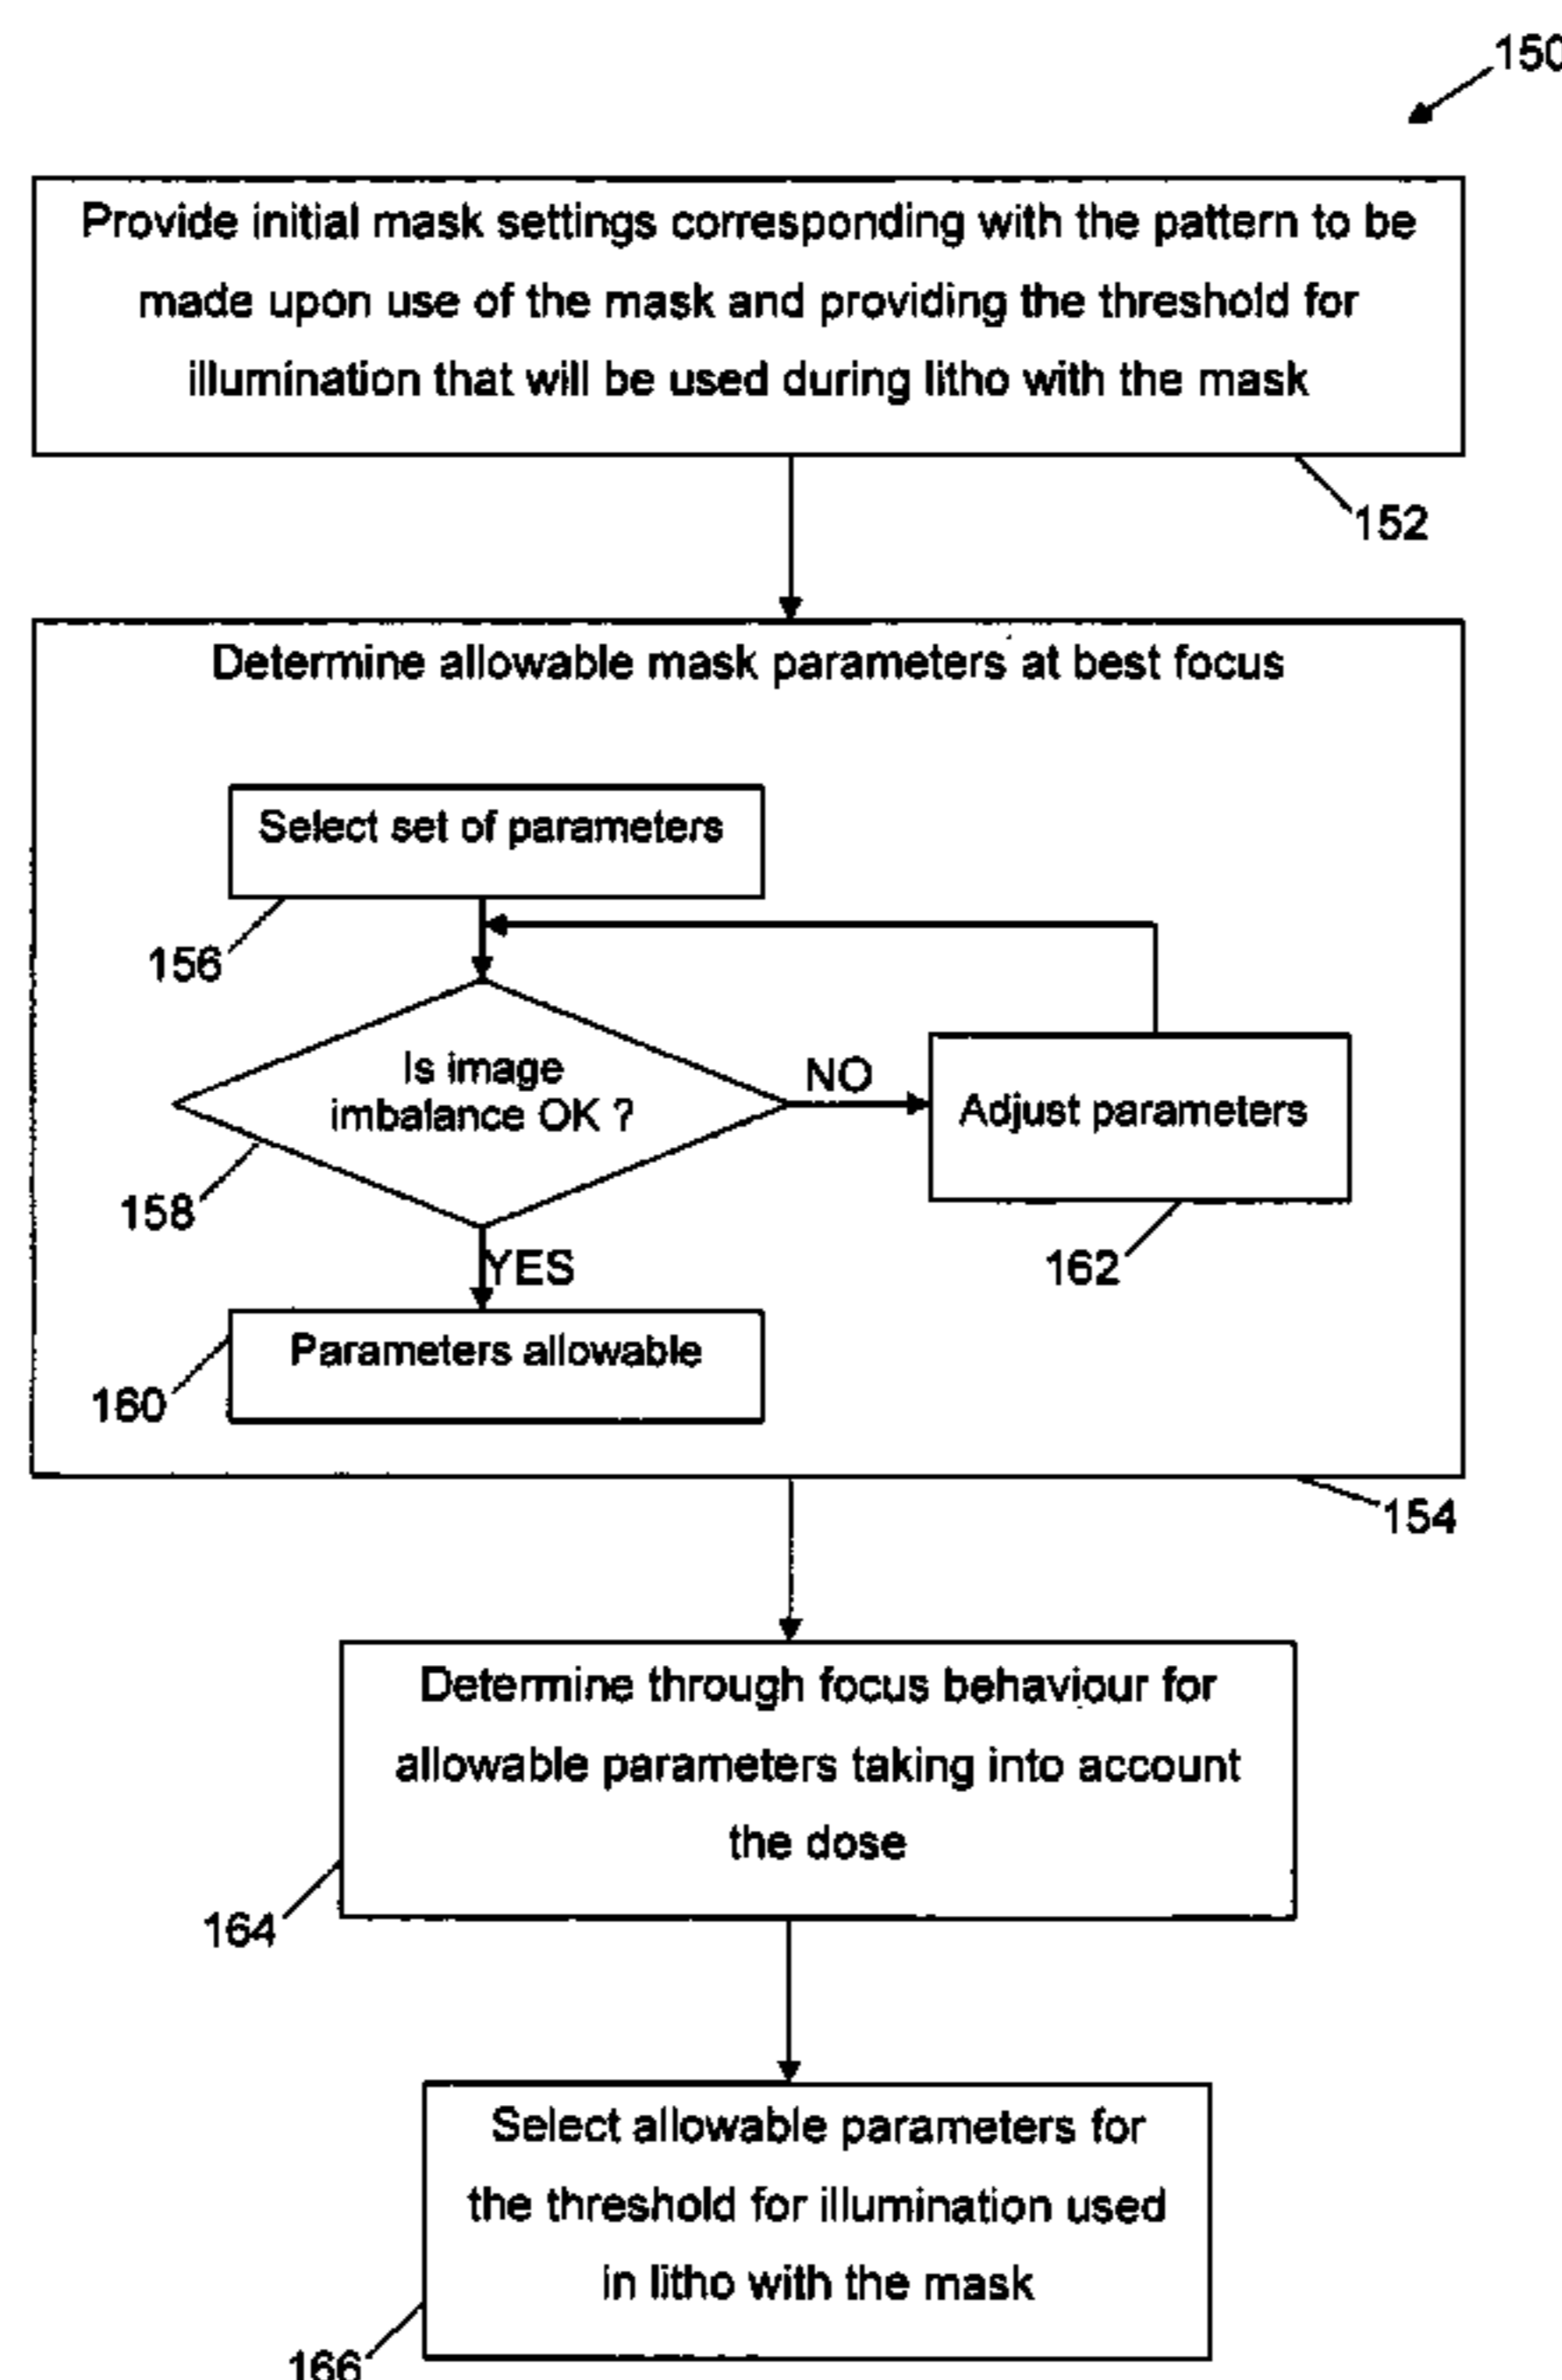 150
Provide initial mask settings corresponding with the pattern to be
made upon use of the mask and providing the threshold for
illumination that will be used during litho with the mask
152
Determine allowable mask parameters at best focus
Select set of parameters
156
Is image
imbalance OK ?
NO
Adjust parameters
158
162
YES
Parameters allowable
160
154
Determine through focus behaviour for
allowable parameters taking into account
the dose
164
Select allowable parameters for
the threshold for illumination used
in litho with the mask
166